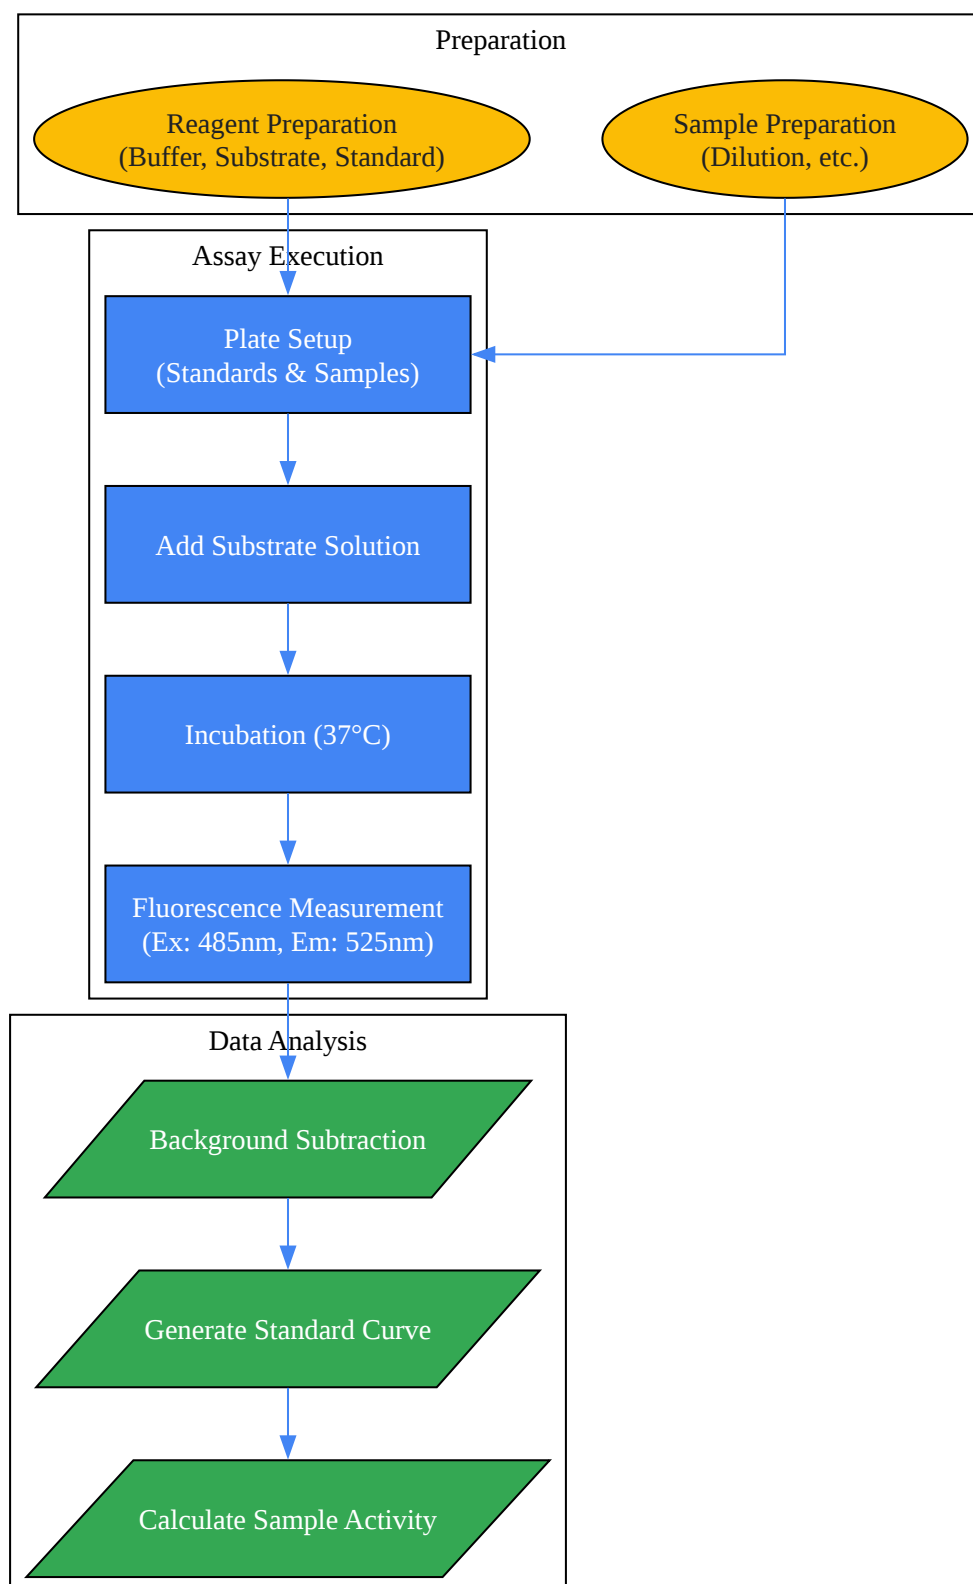 Preparation
Reagent Preparation
(Buffer, Substrate, Standard)
Sample Preparation
(Dilution, etc.)
Assay Execution
Plate Setup
(Standards & Samples)
Add Substrate Solution
Incubation (37°C)
Fluorescence Measurement
(Ex: 485nm, Em: 525nm)
Data Analysis
Background Subtraction
Generate Standard Curve
Calculate Sample Activity